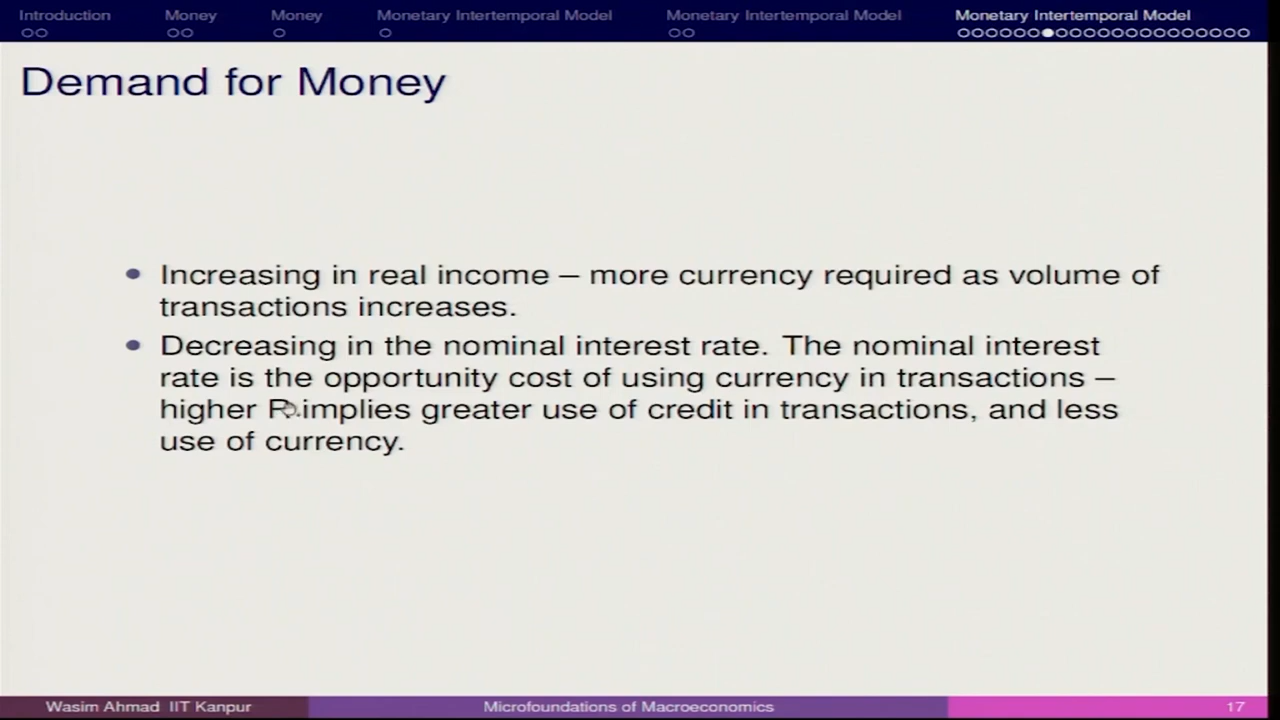 Introduction Money Money Monetary Intertemporal Model Monetary Intertemporal Model Monetary Intertemporal Model
Demand for Money
Increasing in real income – more currency required as volume of
transactions increases.
Decreasing in the nominal interest rate. The nominal interest
rate is the opportunity cost of using currency in transactions –
higher R implies greater use of credit in transactions, and less
use of currency.
Wasim Ahmad IIT Kanpur Microfoundations of Macroeconomics 17